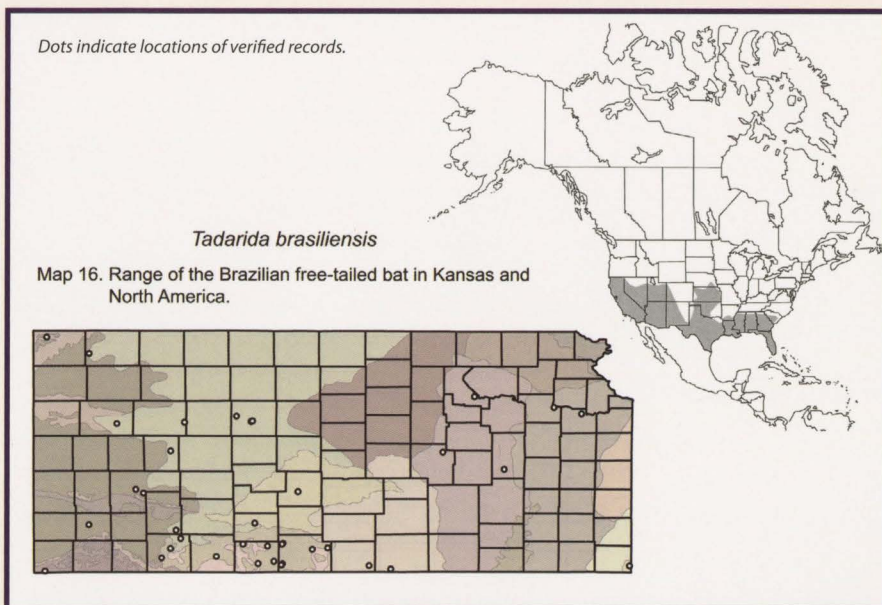 Dots indicate locations of verified records.
Tadarida brasiliensis
Map 16. Range of the Brazilian free-tailed bat in Kansas and
North America.